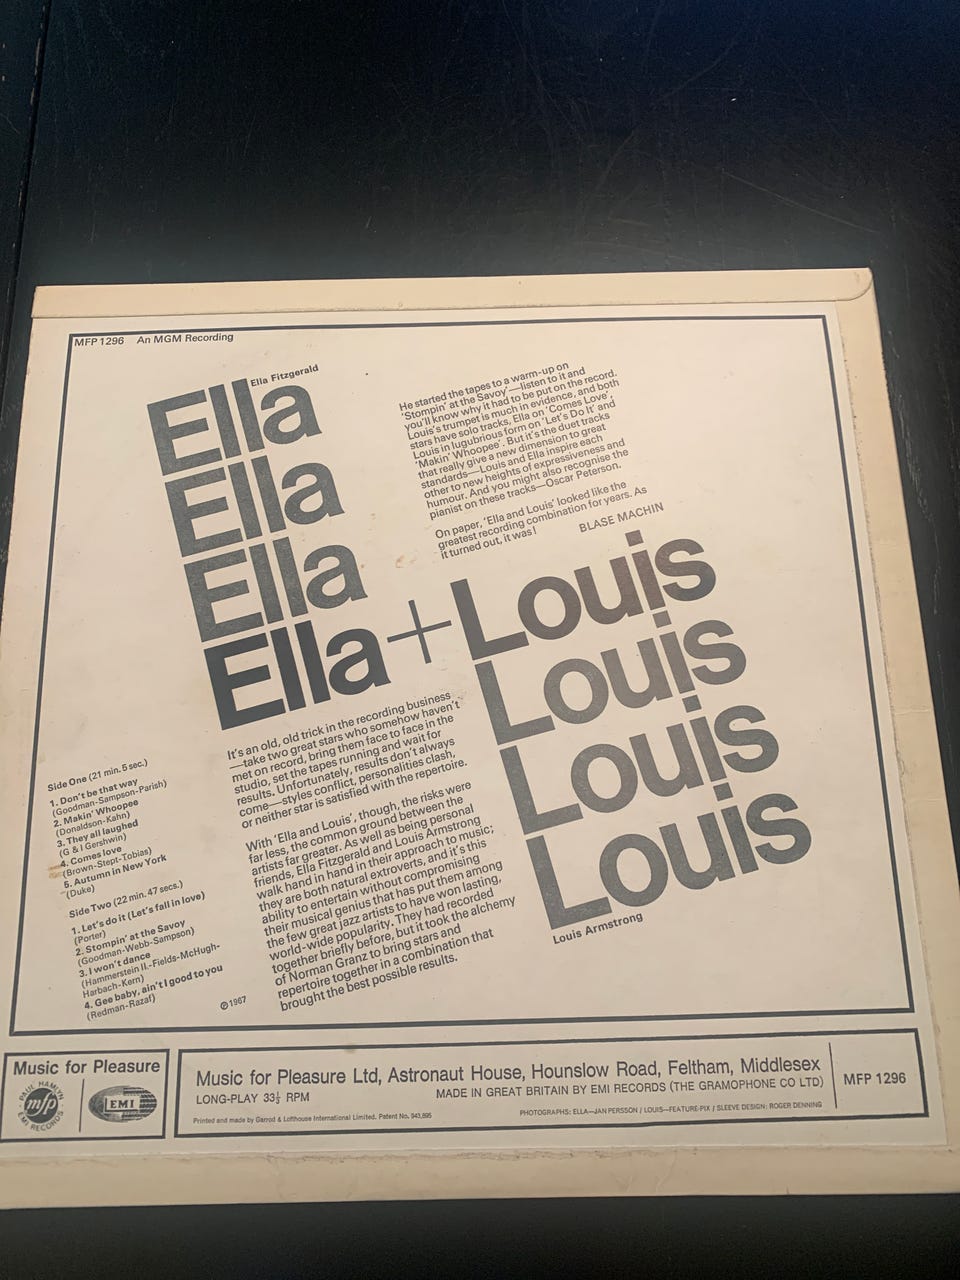 MFP 1296 An MGM Recording
Ella Fitzgerald
Ella
Ella
Ella
Ella + Louis
Louis
Louis
Louis
Louis Armstrong
He started the tapes to a warm-up on
'Stompin' at the Savoy'—listen to it and
you'll know why it had to be put on the record.
Louis's trumpet is much in evidence, and both
stars have solo tracks, Ella on 'Comes Love',
Louis in lugubrious form on 'Let's Do It' and
'Makin' Whoopee'. But it's the duet tracks
that really give a new dimension to great
standards—Louis and Ella inspire each
other to new heights of expressiveness and
humour. And you might also recognise the
pianist on these tracks—Oscar Peterson.
On paper, 'Ella and Louis' looked like the
greatest recording combination for years. As
it turned out, it was!
BLASE MACHIN
It's an old, old trick in the recording business
—take two great stars who somehow haven't
met on record, bring them face to face in the
studio, set the tapes running and wait for
results. Unfortunately, results don't always
come—styles conflict, personalities clash,
or neither star is satisfied with the repertoire.
With 'Ella and Louis', though, the risks were
far less, the common ground between the
artists far greater. As well as being personal
friends, Ella Fitzgerald and Louis Armstrong
walk hand in hand in their approach to music;
they are both natural extroverts, and it's this
ability to entertain without compromising
their musical genius that has put them among
the few great jazz artists to have won lasting,
world-wide popularity. They had recorded
together briefly before, but it took the alchemy
of Norman Granz to bring stars and
repertoire together in a combination that
brought the best possible results.
Side One (21 min. 5 sec.)
1. Don't be that way
(Goodman-Sampson-Parish)
2. Makin' Whoopee
(Donaldson-Kahn)
3. They all laughed
(G & I Gershwin)
4. Comes love
(Brown-Stept-Tobias)
5. Autumn in New York
(Duke)
Side Two (22 min. 47 secs.)
1. Let's do it (Let's fall in love)
(Porter)
2. Stompin' at the Savoy
(Goodman-Webb-Sampson)
3. I won't dance
(Hammerstein II.-Fields-McHugh-
Harbach-Kern)
4. Gee baby, ain't I good to you
(Redman-Razaf)
℗1967
Music for Pleasure
PAUL HAMLYN
mfp
EMI RECORDS
EMI
Music for Pleasure Ltd, Astronaut House, Hounslow Road, Feltham, Middlesex
LONG-PLAY 33⅓ RPM
MADE IN GREAT BRITAIN BY EMI RECORDS (THE GRAMOPHONE CO LTD)
PHOTOGRAPHS: ELLA—JAN PERSSON / LOUIS—FEATURE-PIX / SLEEVE DESIGN: ROGER DENNING
Printed and made by Garrod & Lofthouse International Limited. Patent No. 943,895
MFP 1296